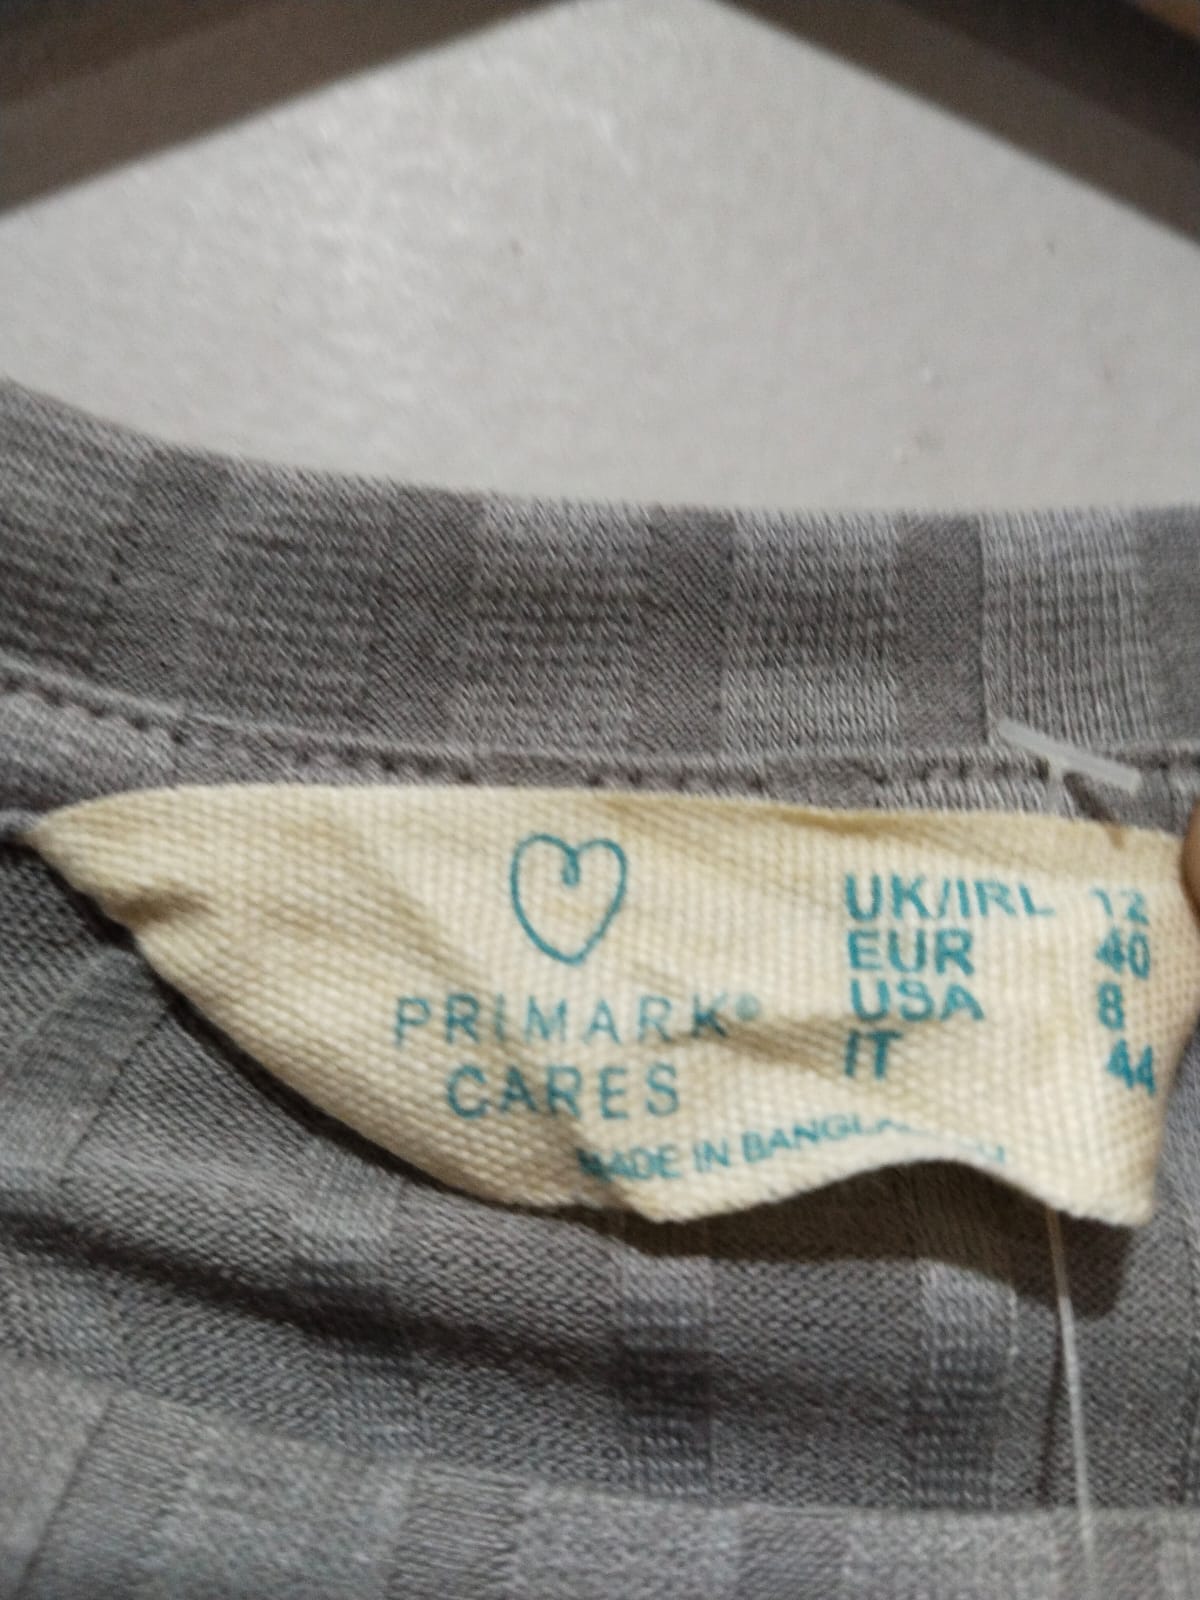 PRIMARK®
CARES
UK/IRL 12
EUR 40
USA 8
IT 44
MADE IN